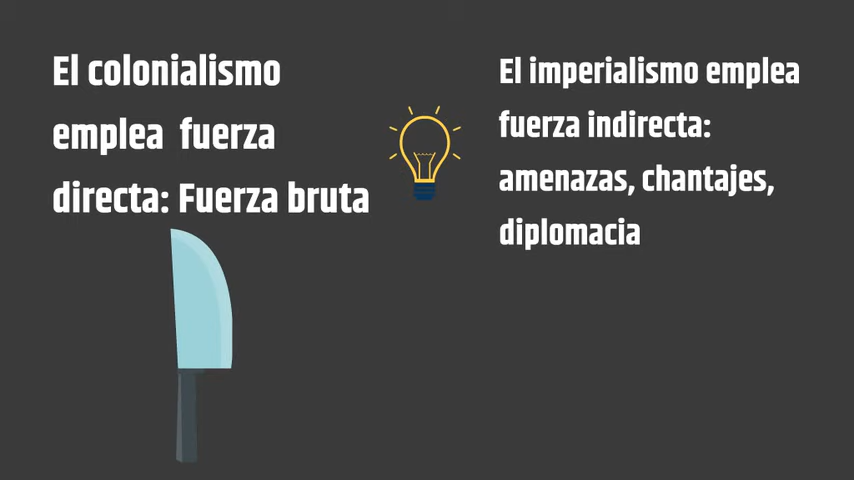 El colonialismo
emplea fuerza
directa: Fuerza bruta
El imperialismo emplea
fuerza indirecta:
amenazas, chantajes,
diplomacia